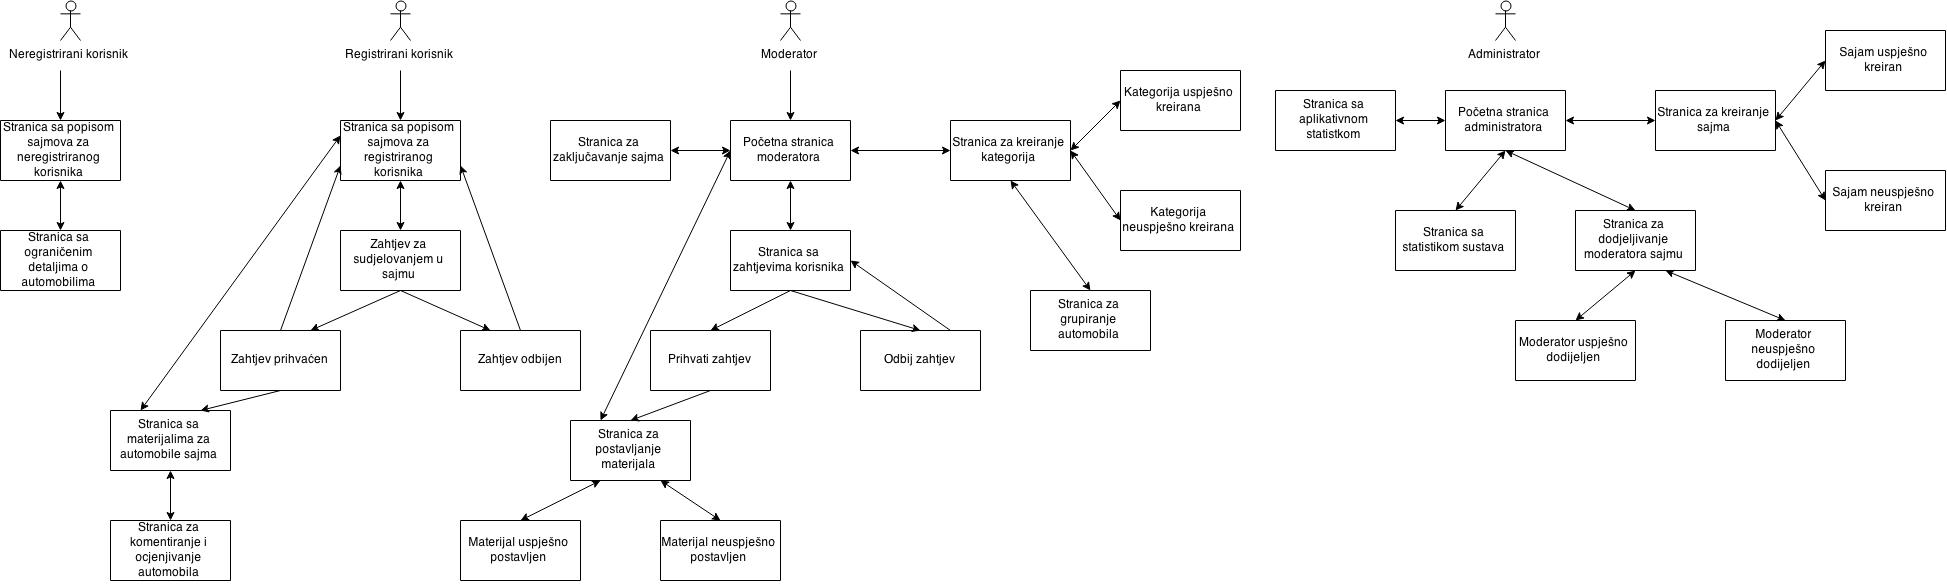 Neregistrirani korisnik
Stranica sa popisom
sajmova za
neregistriranog
korisnika
Stranica sa
ograničenim
detaljima o
automobilima
Registrirani korisnik
Stranica sa popisom
sajmova za
registriranog
korisnika
Zahtjev za
sudjelovanjem u
sajmu
Zahtjev prihvaćen
Zahtjev odbijen
Stranica sa
materijalima za
automobile sajma
Stranica za
komentiranje i
ocjenjivanje
automobila
Moderator
Stranica za
zaključavanje sajma
Početna stranica
moderatora
Stranica za kreiranje
kategorija
Kategorija uspješno
kreirana
Kategorija
neuspješno kreirana
Stranica za
grupiranje
automobila
Stranica sa
zahtjevima korisnika
Prihvati zahtjev
Odbij zahtjev
Stranica za
postavljanje
materijala
Materijal uspješno
postavljen
Materijal neuspješno
postavljen
Administrator
Stranica sa
aplikativnom
statistkom
Početna stranica
administratora
Stranica za kreiranje
sajma
Sajam uspješno
kreiran
Sajam neuspješno
kreiran
Stranica sa
statistikom sustava
Stranica za
dodjeljivanje
moderatora sajmu
Moderator uspješno
dodijeljen
Moderator
neuspješno
dodijeljen